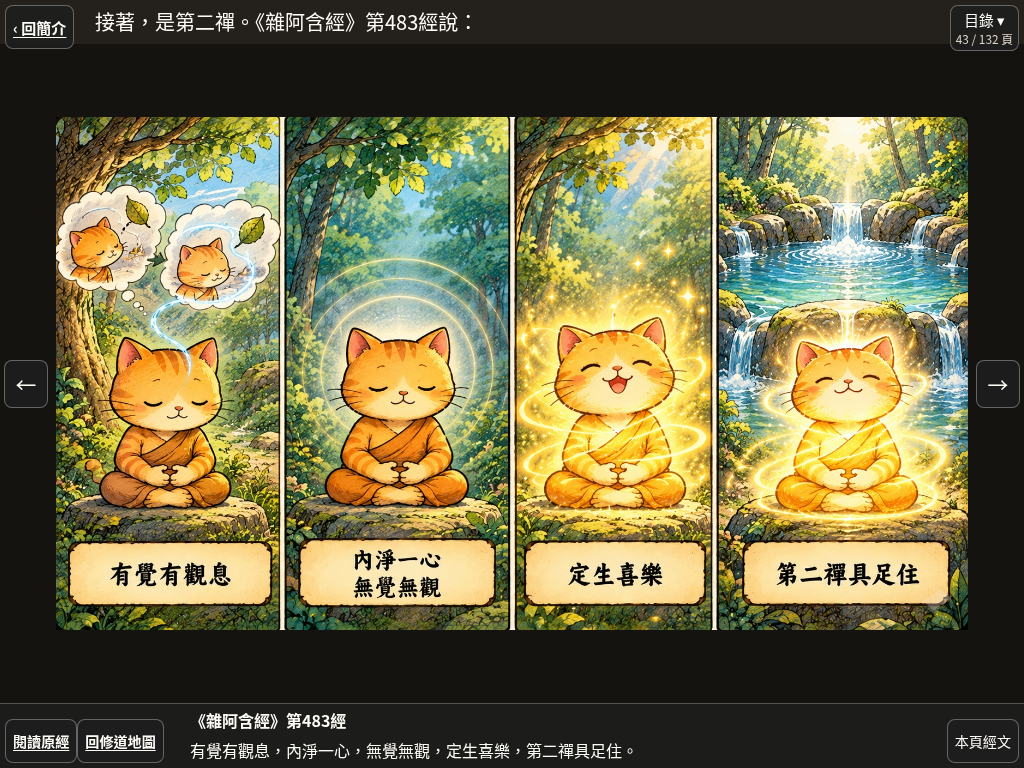 ‹ 回簡介
接著，是第二禪。《雜阿含經》第483經說：
目錄 ▾
43 / 132 頁
←
→
有覺有觀息
內淨一心
無覺無觀
定生喜樂
第二禪具足住
閱讀原經
回修道地圖
《雜阿含經》第483經
有覺有觀息，內淨一心，無覺無觀，定生喜樂，第二禪具足住。
本頁經文